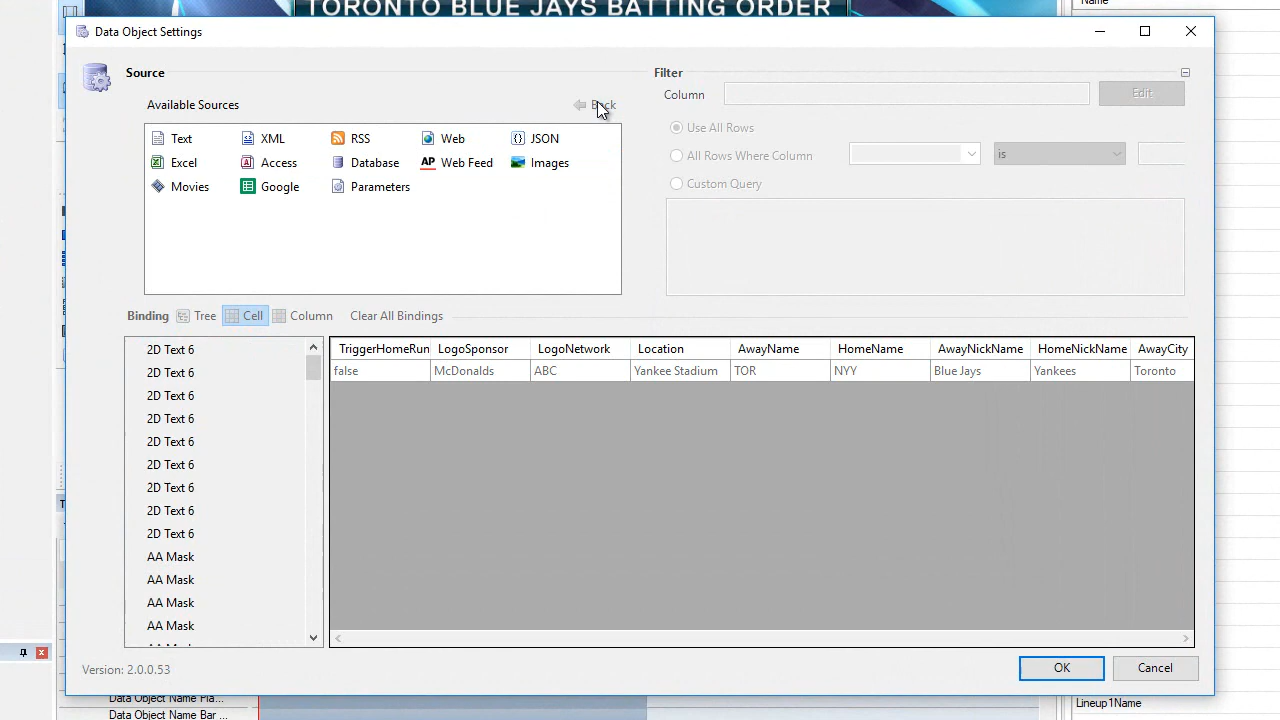 TORONTO BLUE JAYS BATTING ORDER
Name
Data Object Settings
Source
Filter
Available Sources
Back
Column
Edit
Text XML RSS Web JSON
Use All Rows
Excel Access Database AP Web Feed Images
All Rows Where Column is
Movies Google Parameters
Custom Query
Binding Tree Cell Column Clear All Bindings
2D Text 6
2D Text 6
2D Text 6
2D Text 6
2D Text 6
2D Text 6
2D Text 6
2D Text 6
2D Text 6
AA Mask
AA Mask
AA Mask
AA Mask
TriggerHomeRun LogoSponsor LogoNetwork Location AwayName HomeName AwayNickName HomeNickName AwayCity
false McDonalds ABC Yankee Stadium TOR NYY Blue Jays Yankees Toronto
Version: 2.0.0.53
OK
Cancel
Data Object Name Pla...
Data Object Name Bar ...
Lineup1Name